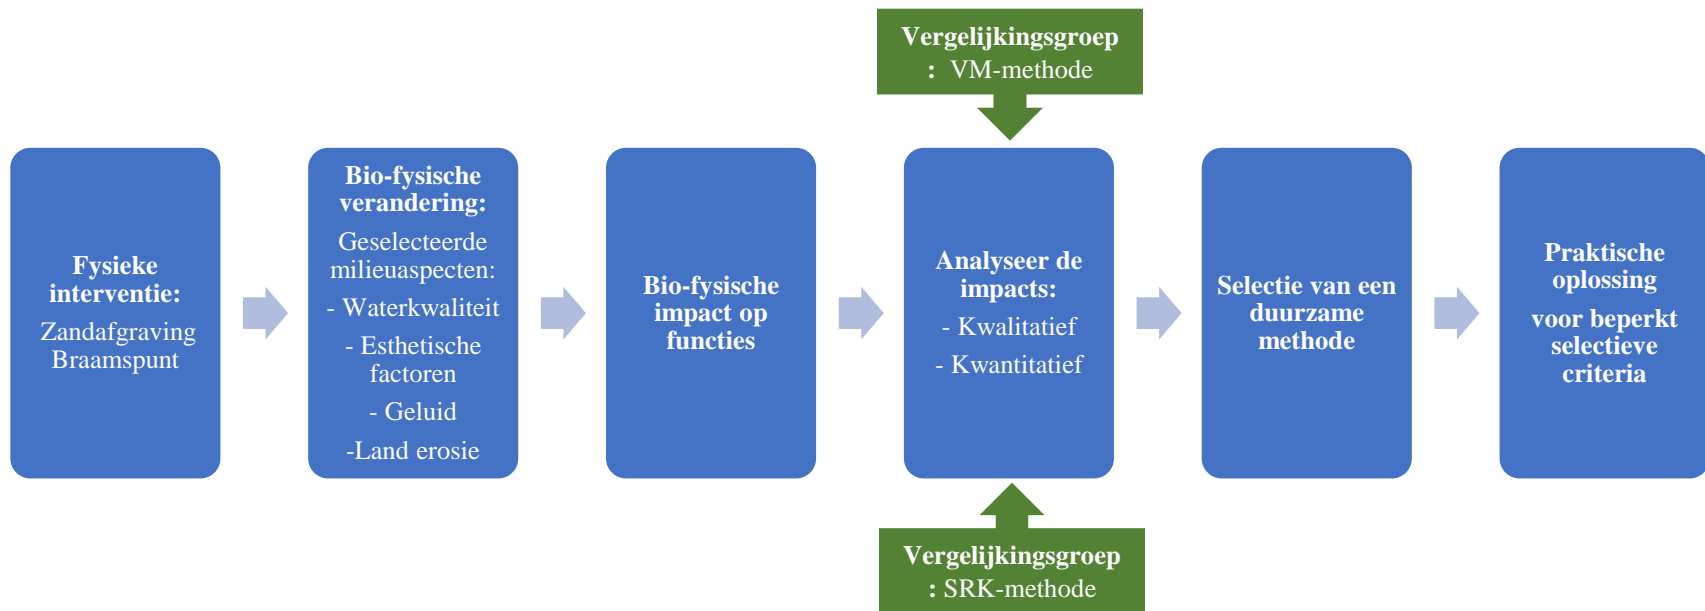 Vergelijkingsgroep
: VM-methode
Fysieke
interventie:
Zandafgraving
Braamspunt
Bio-fysische
verandering:
Geselecteerde
milieuaspecten:
- Waterkwaliteit
- Esthetische
factoren
- Geluid
-Land erosie
Bio-fysische
impact op
functies
Analyseer de
impacts:
- Kwalitatief
- Kwantitatief
Selectie van een
duurzame
methode
Praktische
oplossing
voor beperkt
selectieve
criteria
Vergelijkingsgroep
: SRK-methode